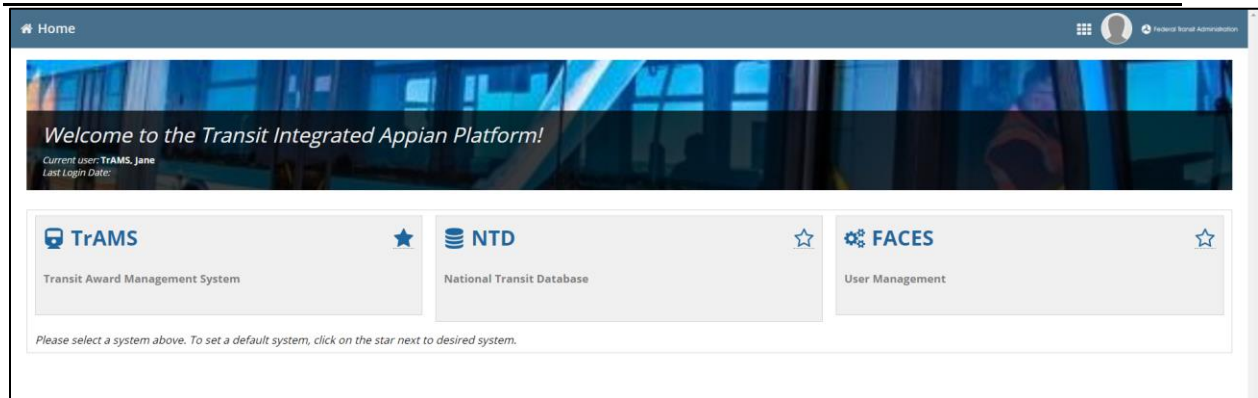 Home
Federal Transit Administration
Welcome to the Transit Integrated Appian Platform!
Current user: TrAMS, Jane
Last Login Date:
TrAMS
NTD
FACES
Transit Award Management System
National Transit Database
User Management
Please select a system above. To set a default system, click on the star next to desired system.